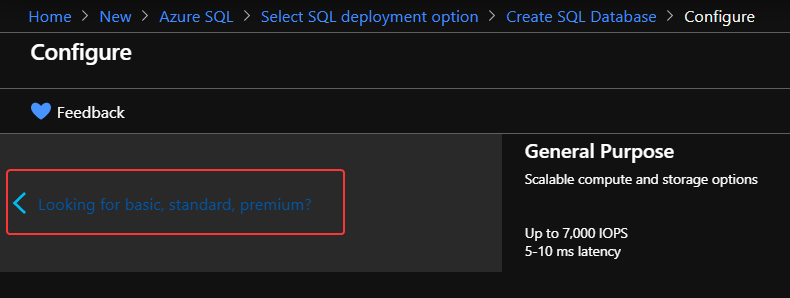 Home > New > Azure SQL > Select SQL deployment option > Create SQL Database > Configure
Configure
Feedback
Looking for basic, standard, premium?
General Purpose
Scalable compute and storage options
Up to 7,000 IOPS
5-10 ms latency